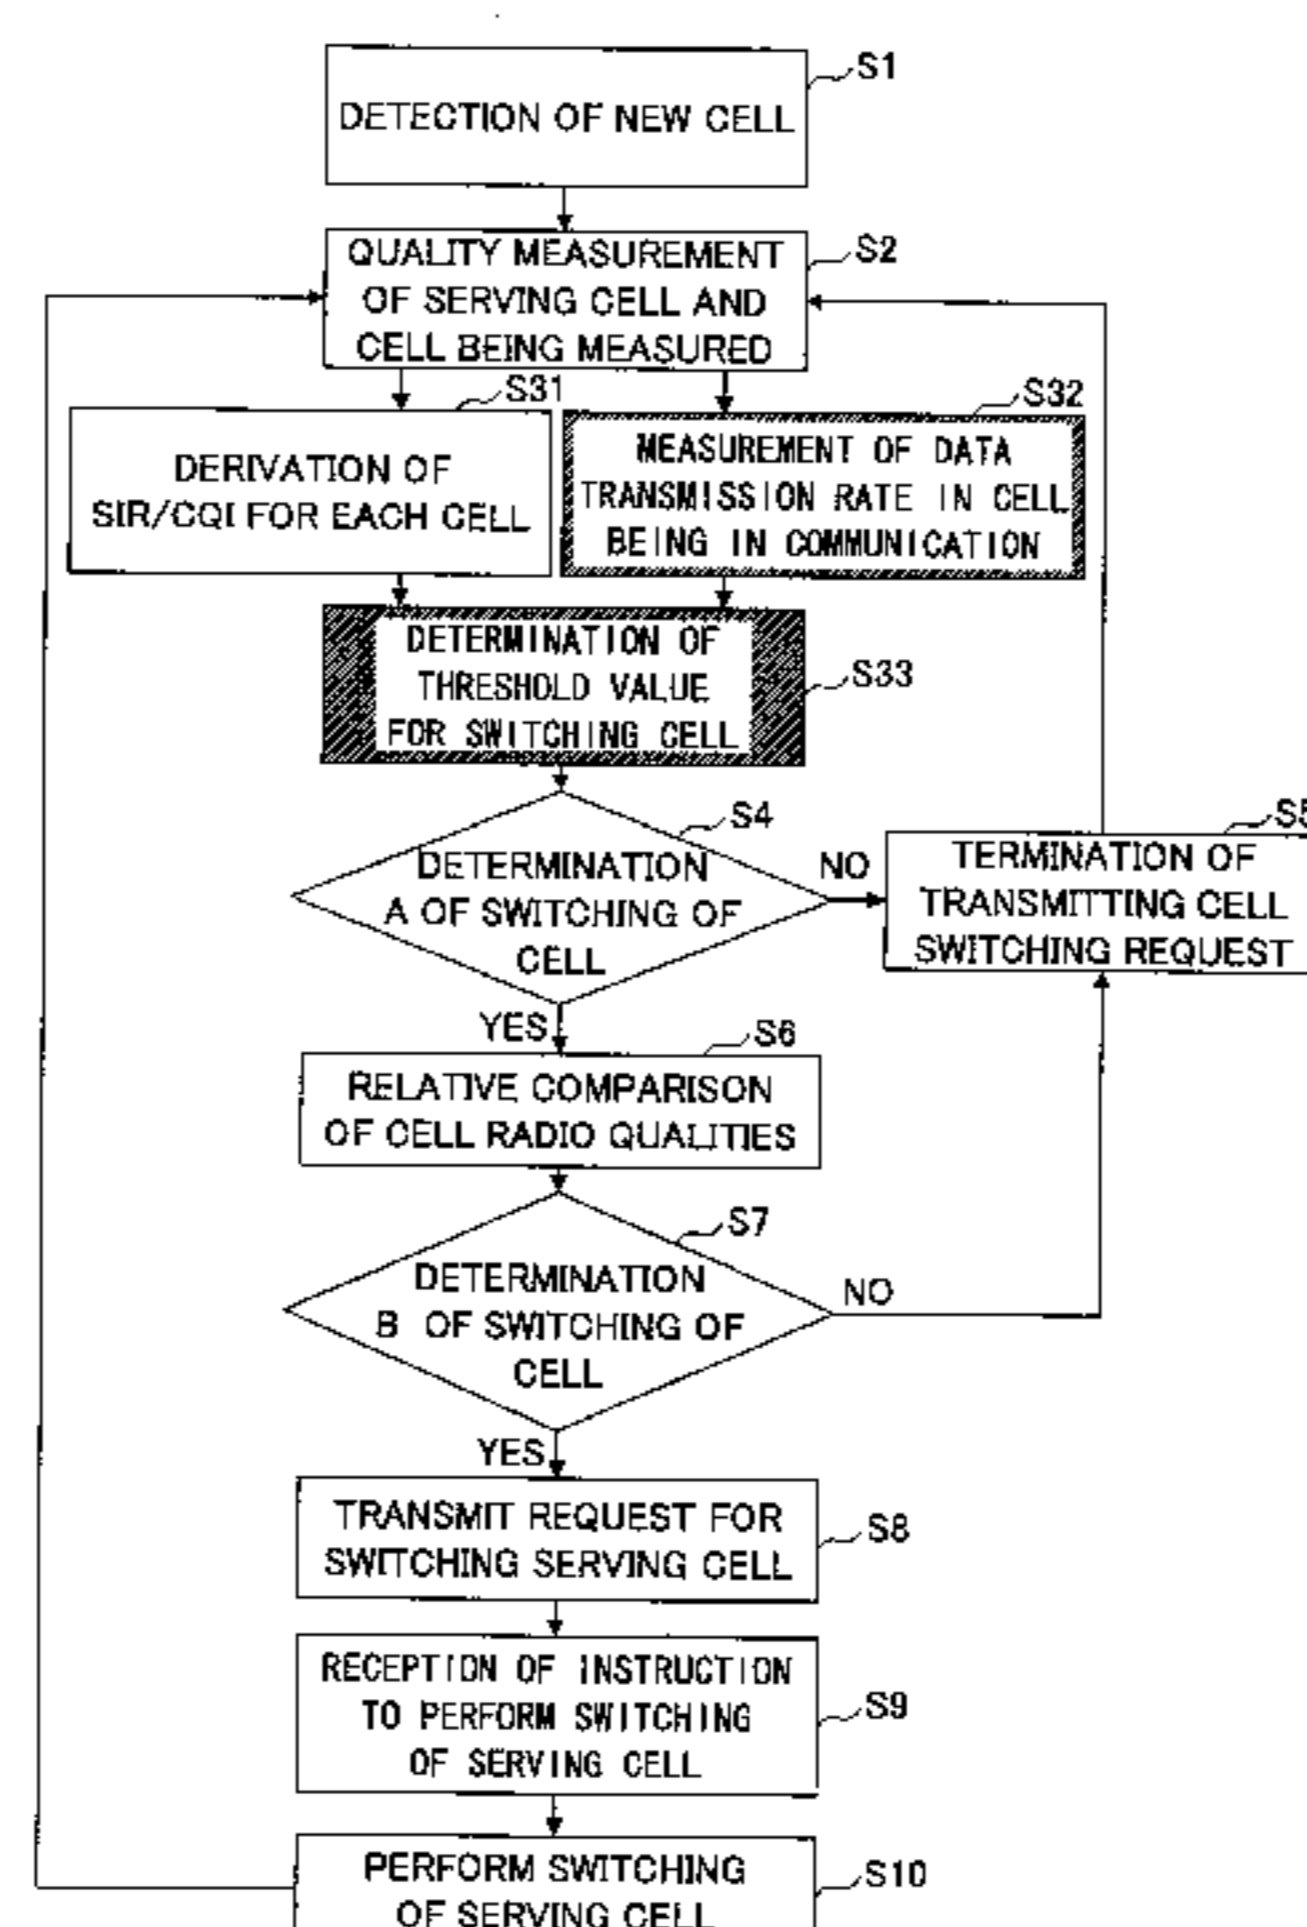 S1
DETECTION OF NEW CELL
S2
QUALITY MEASUREMENT
OF SERVING CELL AND
CELL BEING MEASURED
S31
DERIVATION OF
SIR/CQI FOR EACH CELL
S32
MEASUREMENT OF DATA
TRANSMISSION RATE IN CELL
BEING IN COMMUNICATION
S33
DETERMINATION OF
THRESHOLD VALUE
FOR SWITCHING CELL
S4
DETERMINATION
A OF SWITCHING OF
CELL
NO
S5
TERMINATION OF
TRANSMITTING CELL
SWITCHING REQUEST
YES
S6
RELATIVE COMPARISON
OF CELL RADIO QUALITIES
S7
DETERMINATION
B OF SWITCHING OF
CELL
NO
YES
S8
TRANSMIT REQUEST FOR
SWITCHING SERVING CELL
S9
RECEPTION OF INSTRUCTION
TO PERFORM SWITCHING
OF SERVING CELL
S10
PERFORM SWITCHING
OF SERVING CELL